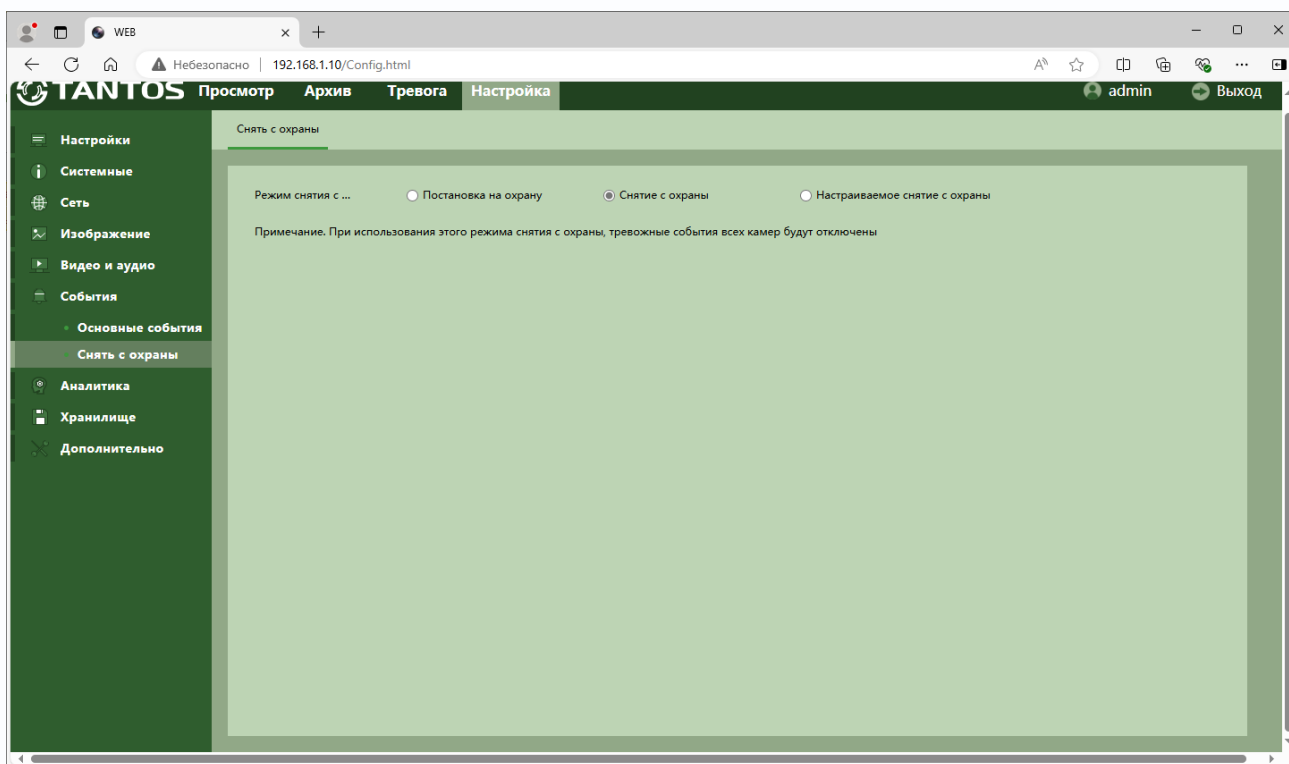 WEB
Небезопасно 192.168.1.10/Config.html
TANTOS Просмотр Архив Тревога Настройка admin Выход
Снять с охраны
Настройки
Системные
Сеть
Изображение
Видео и аудио
События
Основные события
Снять с охраны
Аналитика
Хранилище
Дополнительно
Режим снятия с ... Постановка на охрану Снятие с охраны Настраиваемое снятие с охраны
Примечание. При использования этого режима снятия с охраны, тревожные события всех камер будут отключены